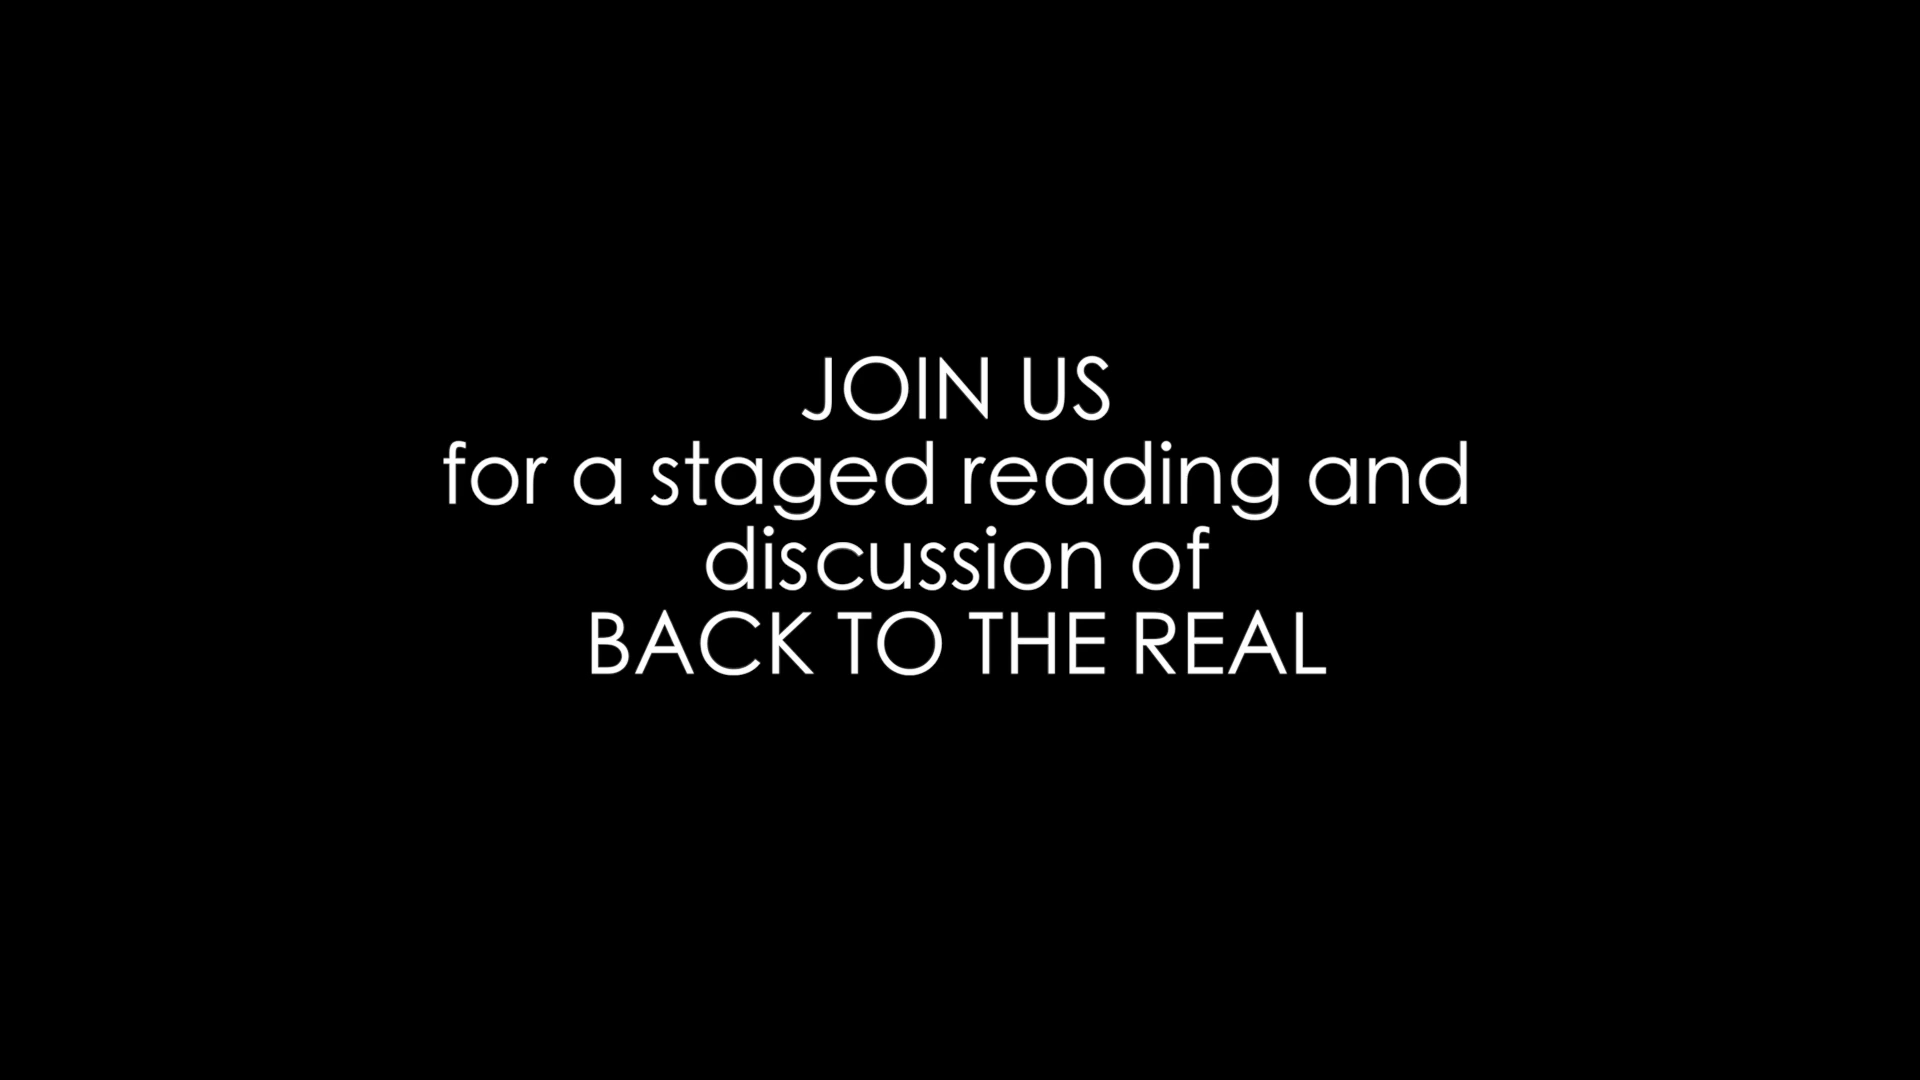 JOIN US
for a staged reading and
discussion of
BACK TO THE REAL